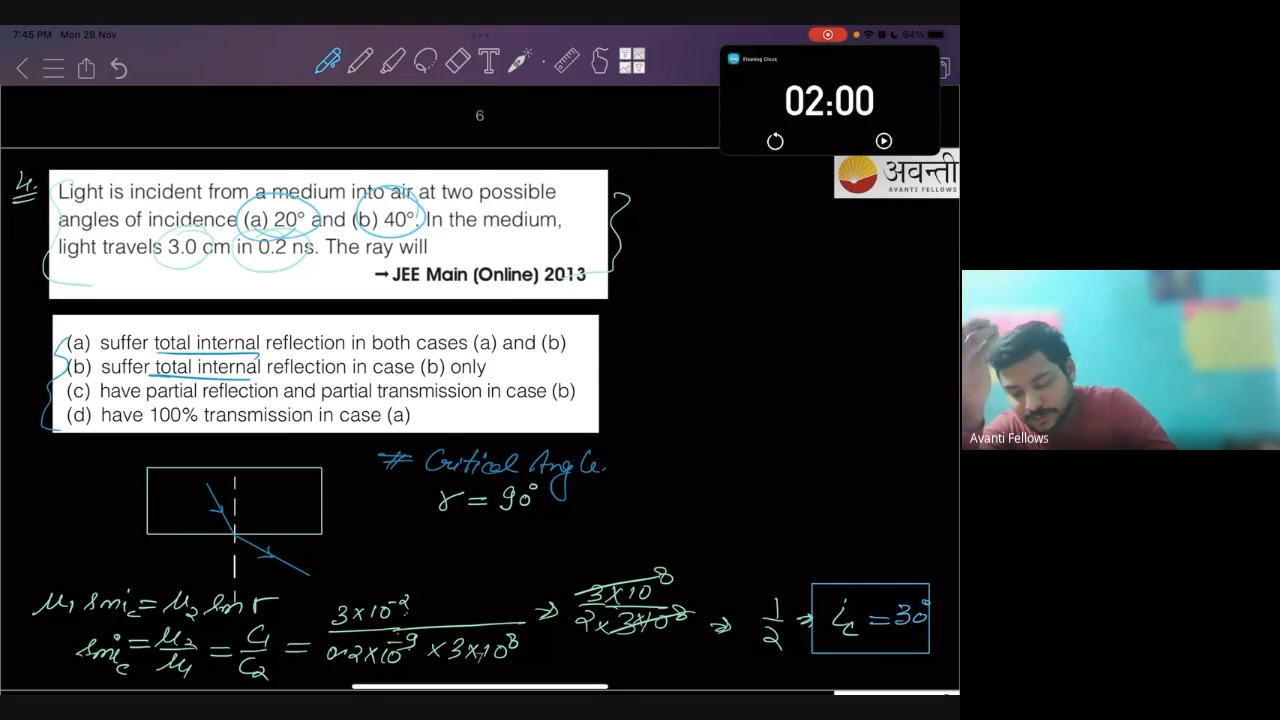 7:45 PM Mon 28 Nov
94%
Floating Clock
02:00
6
अवन्ती
AVANTI FELLOWS
4.
Light is incident from a medium into air at two possible
angles of incidence (a) 20° and (b) 40°. In the medium,
light travels 3.0 cm in 0.2 ns. The ray will
→ JEE Main (Online) 2013
(a) suffer total internal reflection in both cases (a) and (b)
(b) suffer total internal reflection in case (b) only
(c) have partial reflection and partial transmission in case (b)
(d) have 100% transmission in case (a)
# Critical Angle.
r = 90°
μ₁ sin i_c = μ₂ sin r
sin i_c = μ₂/μ₁ = C₁/C₂ = 3×10⁻²/0.2×10⁻⁹ × 3×10⁸ ⇒ 3×10⁸/2×3×10⁸ ⇒ 1/2 ⇒ i_c = 30°
Avanti Fellows